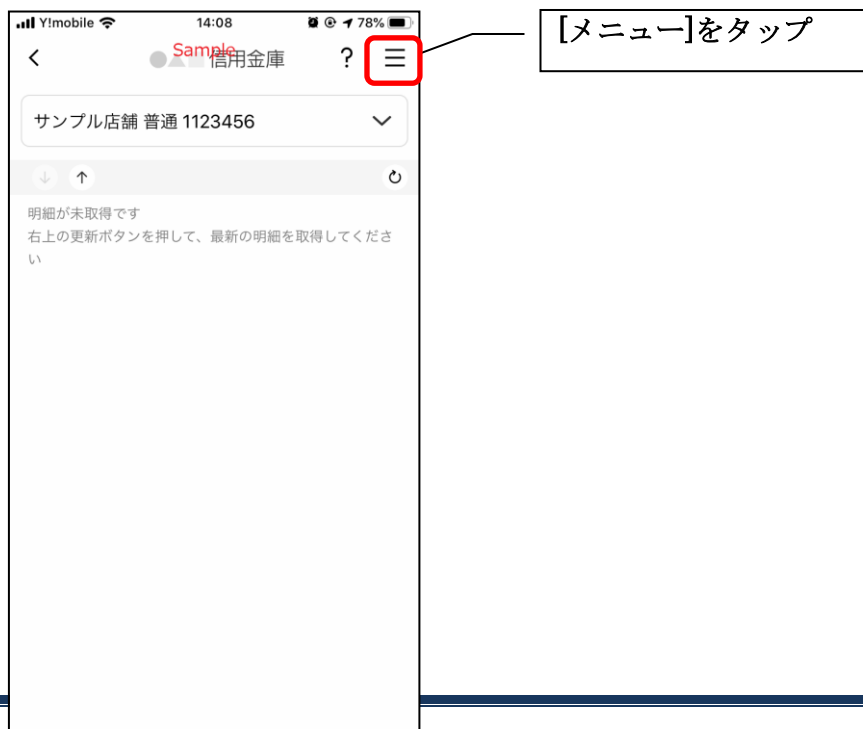 Y!mobile 14:08 78%
Sample
●▲■信用金庫 ?
[メニュー]をタップ
サンプル店舗 普通 1123456
明細が未取得です
右上の更新ボタンを押して、最新の明細を取得してくださ
い